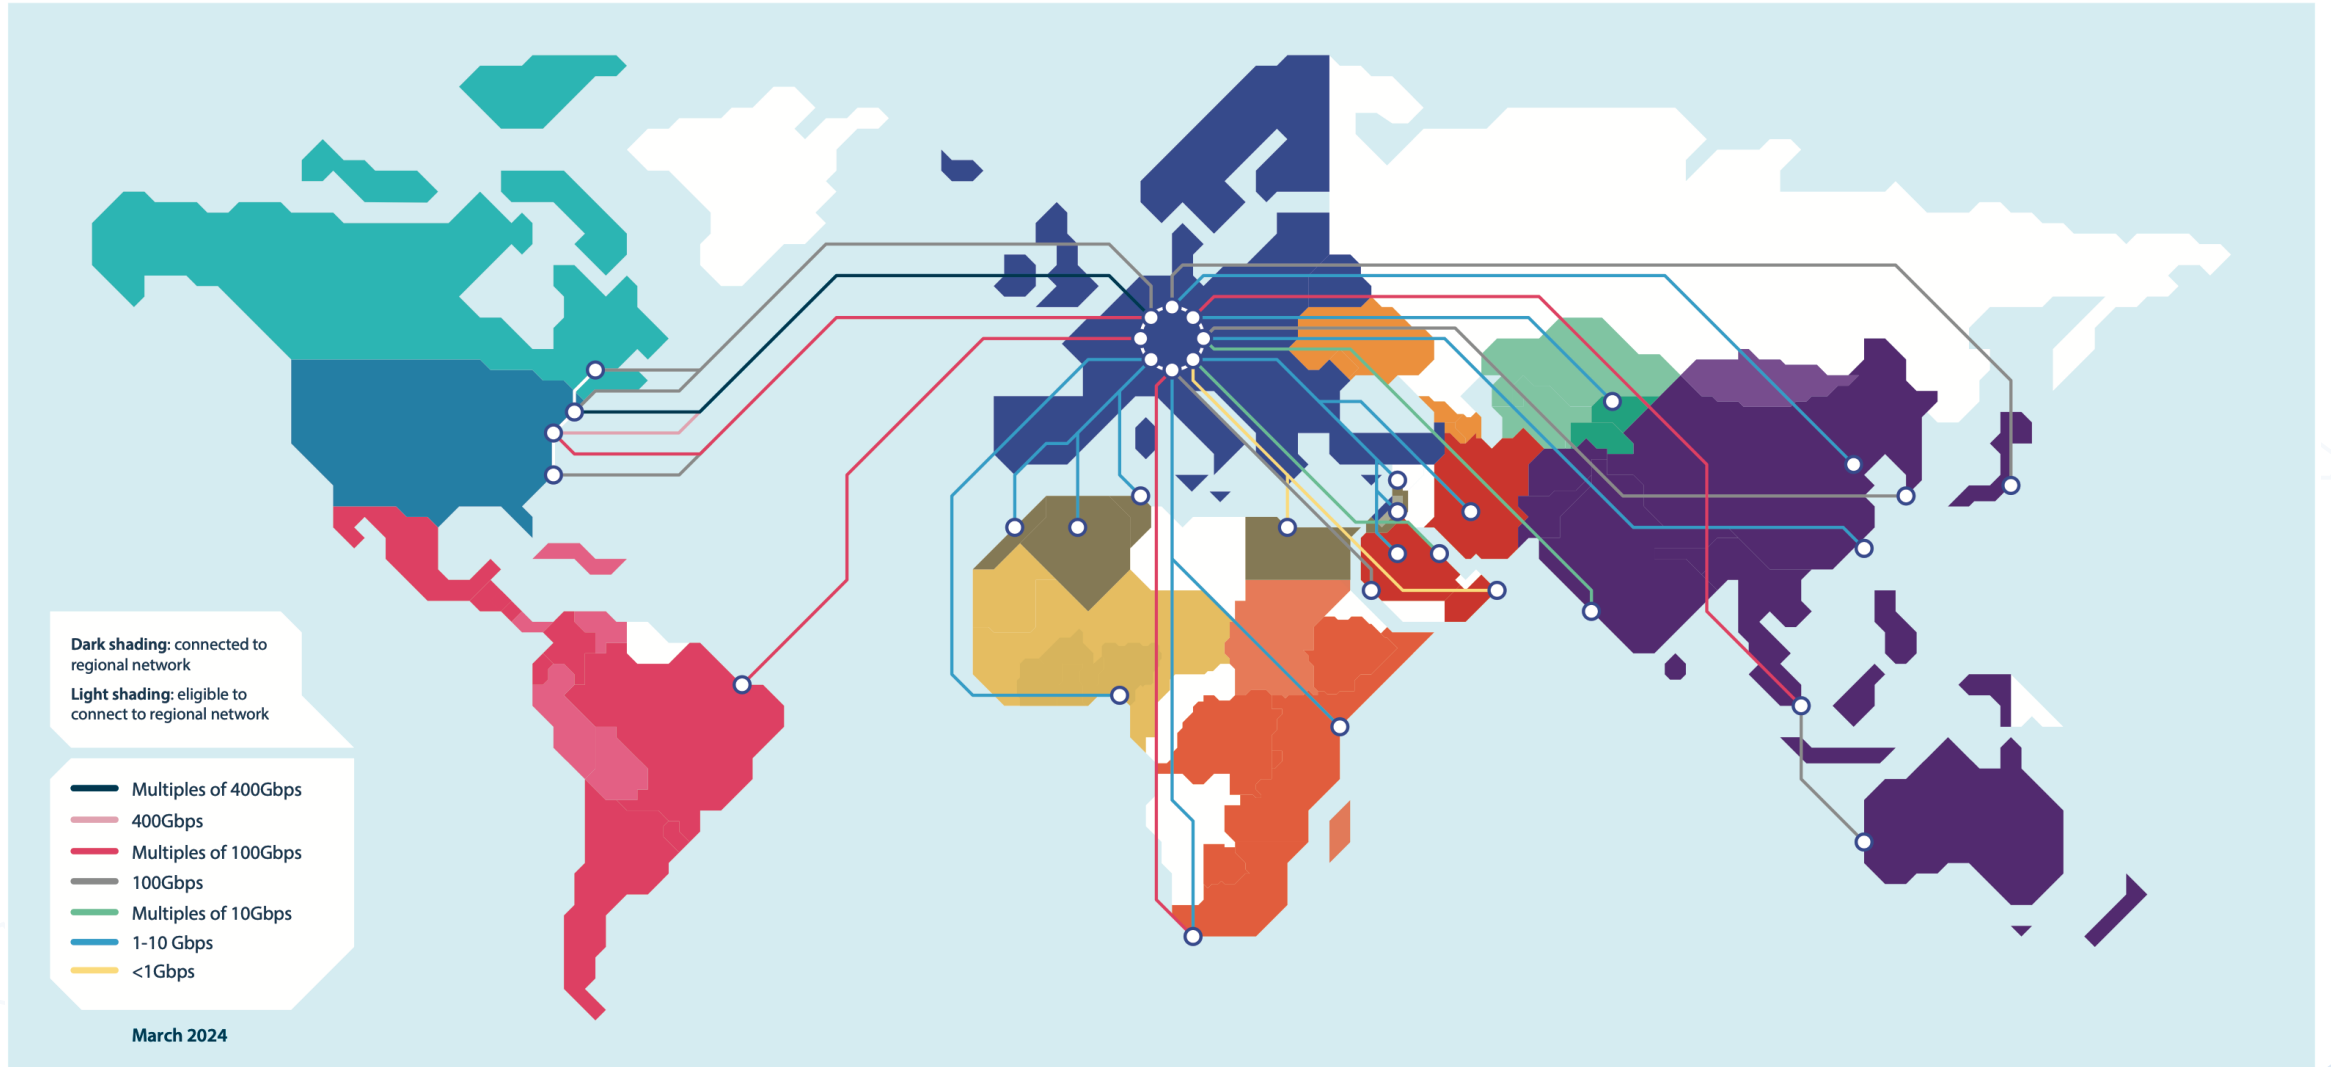 Dark shading: connected to
regional network
Light shading: eligible to
connect to regional network
Multiples of 400Gbps
400Gbps
Multiples of 100Gbps
100Gbps
Multiples of 10Gbps
1-10 Gbps
<1Gbps
March 2024